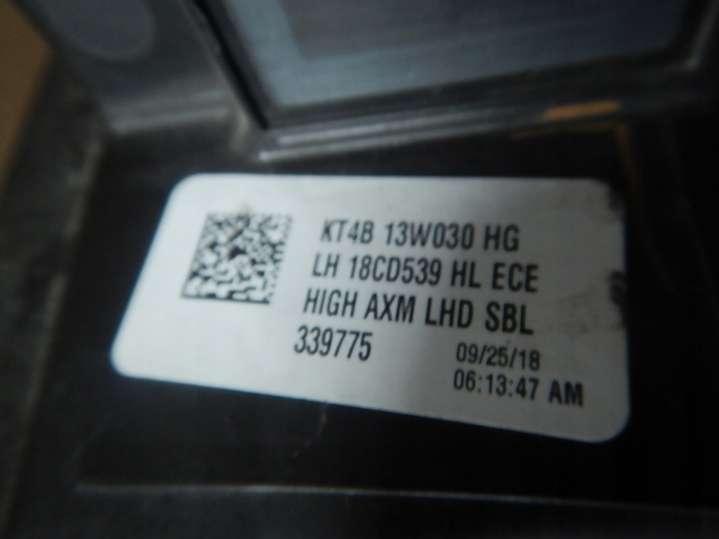 KT4B 13W030 HG
LH 18CD539 HL ECE
HIGH AXM LHD SBL
339775
09/25/18
06:13:47 AM